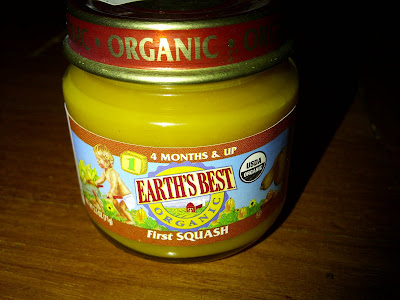 • ORGANIC •
4 MONTHS & UP
1
USDA
ORGANIC
EARTH'S BEST
ORGANIC
First SQUASH